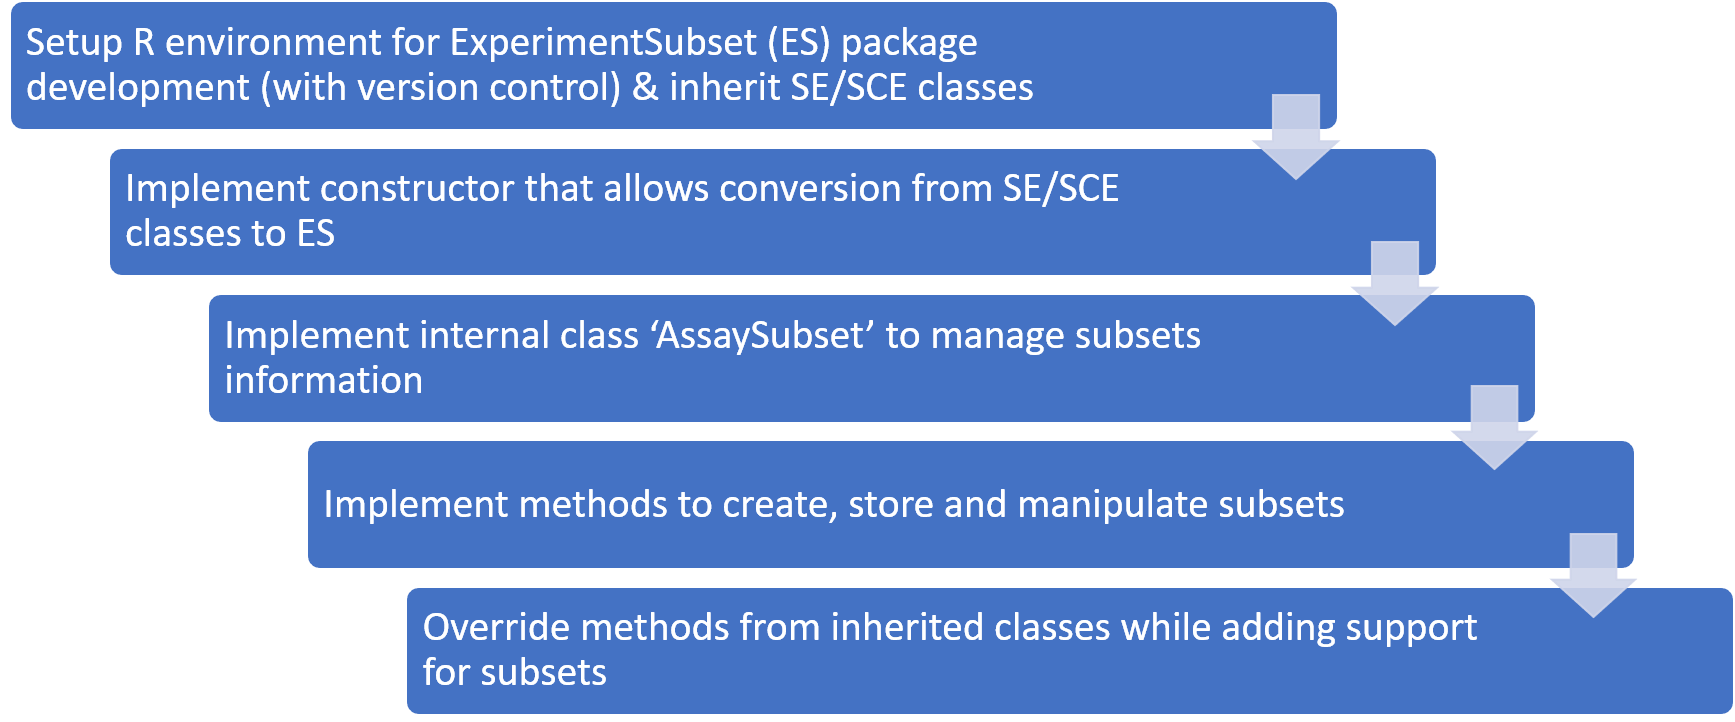 Setup R environment for ExperimentSubset (ES) package
development (with version control) & inherit SE/SCE classes
Implement constructor that allows conversion from SE/SCE
classes to ES
Implement internal class ‘AssaySubset’ to manage subsets
information
Implement methods to create, store and manipulate subsets
Override methods from inherited classes while adding support
for subsets